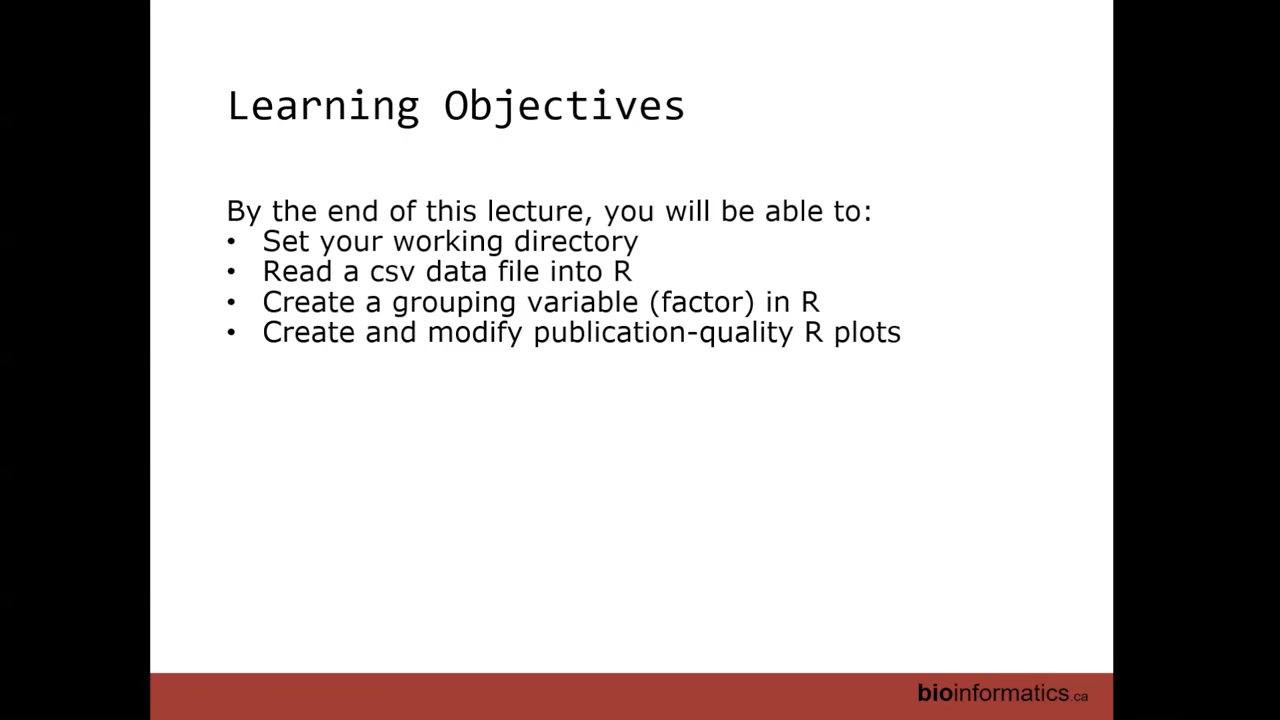 Learning Objectives
By the end of this lecture, you will be able to:
• Set your working directory
• Read a csv data file into R
• Create a grouping variable (factor) in R
• Create and modify publication-quality R plots
bioinformatics.ca